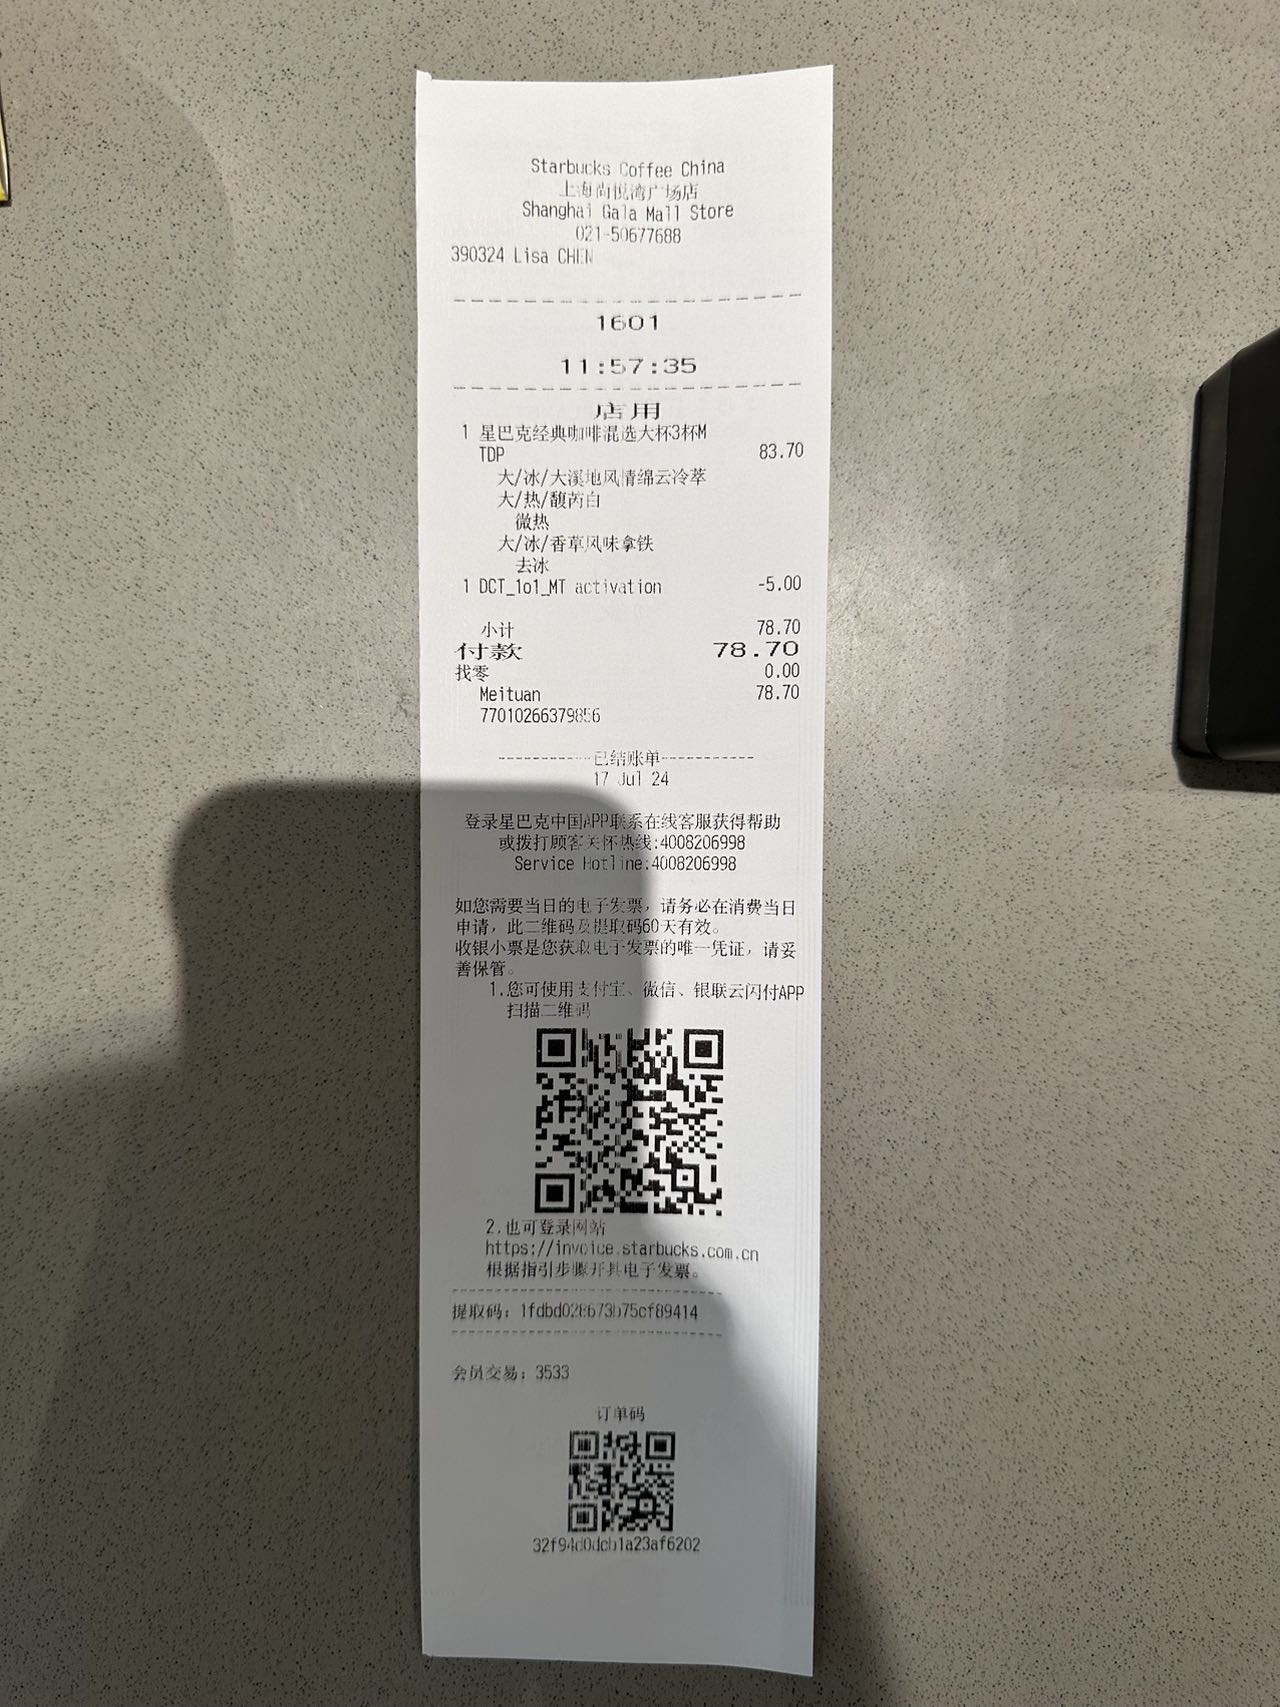 Starbucks Coffee China
上海尚悦湾广场店
Shanghai Gala Mall Store
021-50677688
390324 Lisa CHEN
1601
11:57:35
店用
1 星巴克经典咖啡混选大杯3杯M
TDP 83.70
大/冰/大溪地风情绵云冷萃
大/热/馥芮白
微热
大/冰/香草风味拿铁
去冰
1 DCT_1o1_MT activation -5.00
小计 78.70
付款 78.70
找零 0.00
Meituan 78.70
77010266379856
-----------已结账单-----------
17 Jul 24
登录星巴克中国APP联系在线客服获得帮助
或拨打顾客关怀热线:4008206998
Service Hotline:4008206998
如您需要当日的电子发票，请务必在消费当日
申请，此二维码及提取码60天有效。
收银小票是您获取电子发票的唯一凭证，请妥
善保管。
1.您可使用支付宝、微信、银联云闪付APP
扫描二维码
2.也可登录网站
https://invoice.starbucks.com.cn
根据指引步骤开具电子发票。
提取码：1fdbd028673b75cf89414
会员交易：3533
订单码
32f94d0dcb1a23af6202